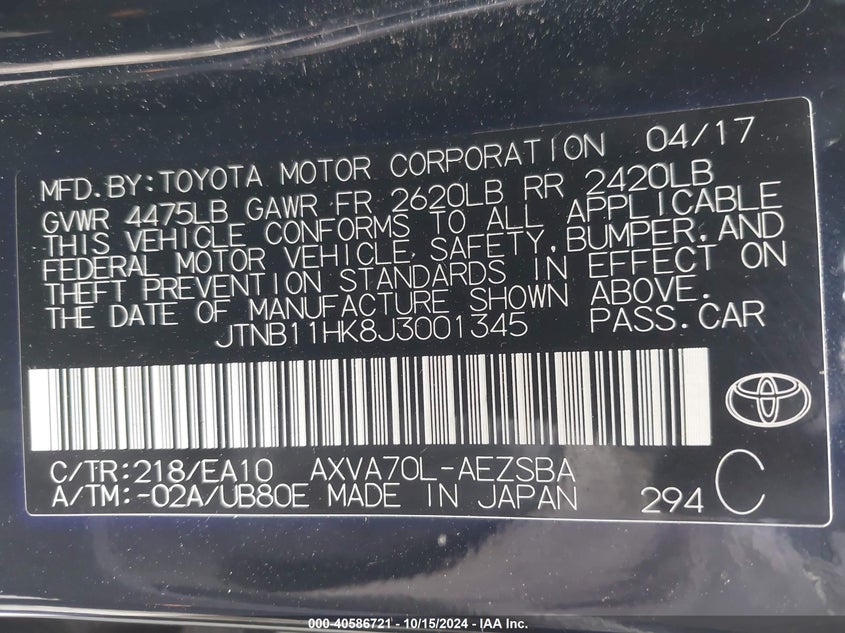 MFD. BY: TOYOTA MOTOR CORPORATION 04/17
GVWR 4475LB GAWR FR 2620LB RR 2420LB
THIS VEHICLE CONFORMS TO ALL APPLICABLE
FEDERAL MOTOR VEHICLE SAFETY, BUMPER, AND
THEFT PREVENTION STANDARDS IN EFFECT ON
THE DATE OF MANUFACTURE SHOWN ABOVE.
JTNB11HK8J3001345 PASS. CAR
C/TR: 218/EA10 AXVA70L-AEZSBA
A/TM: -02A/UB80E MADE IN JAPAN 294 C
000-40586721 - 10/15/2024 - IAA Inc.